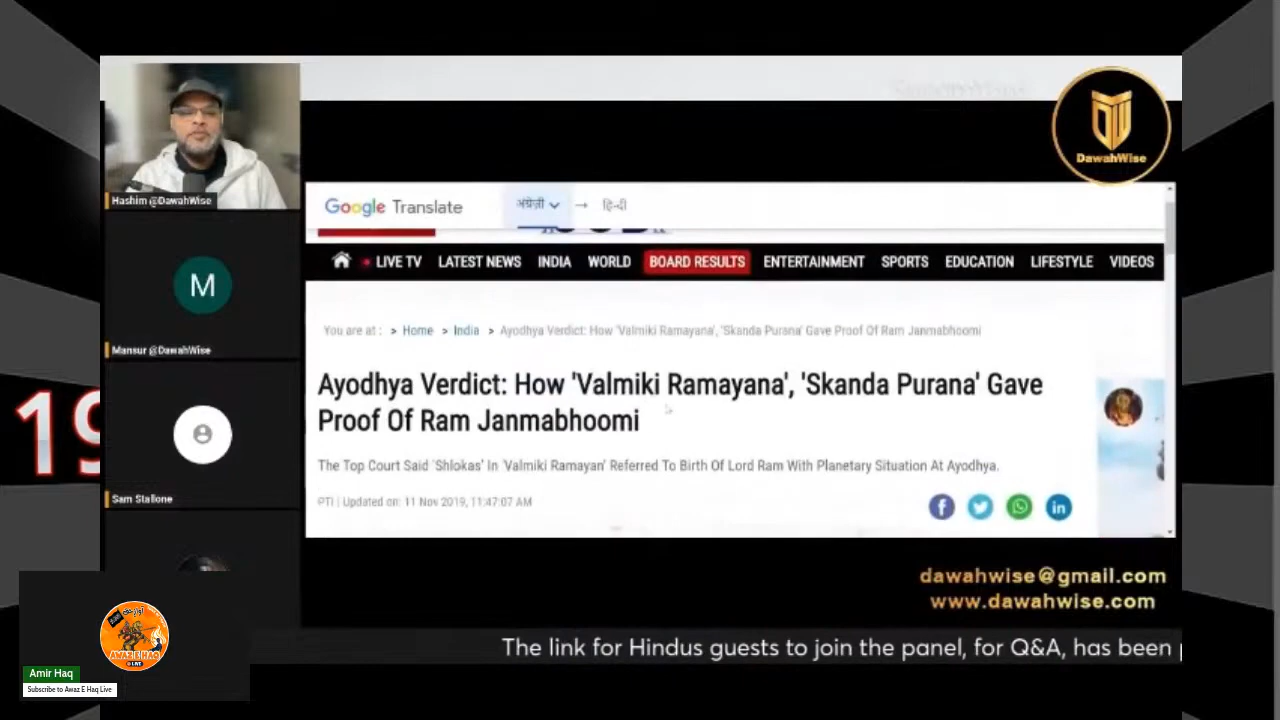 Hashim @DawahWise
DawahWise
Google Translate
अंग्रेज़ी → हिन्दी
LIVE TV LATEST NEWS INDIA WORLD BOARD RESULTS ENTERTAINMENT SPORTS EDUCATION LIFESTYLE VIDEOS
You are at : > Home > India > Ayodhya Verdict: How 'Valmiki Ramayana', 'Skanda Purana' Gave Proof Of Ram Janmabhoomi
Ayodhya Verdict: How 'Valmiki Ramayana', 'Skanda Purana' Gave
Proof Of Ram Janmabhoomi
The Top Court Said 'Shlokas' In 'Valmiki Ramayan' Referred To Birth Of Lord Ram With Planetary Situation At Ayodhya.
PTI | Updated on: 11 Nov 2019, 11:47:07 AM
M
Mansur @DawahWise
19
Sam Stallone
dawahwise@gmail.com
www.dawahwise.com
The link for Hindus guests to join the panel, for Q&A, has been
AWAZ E HAQ
LIVE
Amir Haq
Subscribe to Awaz E Haq Live